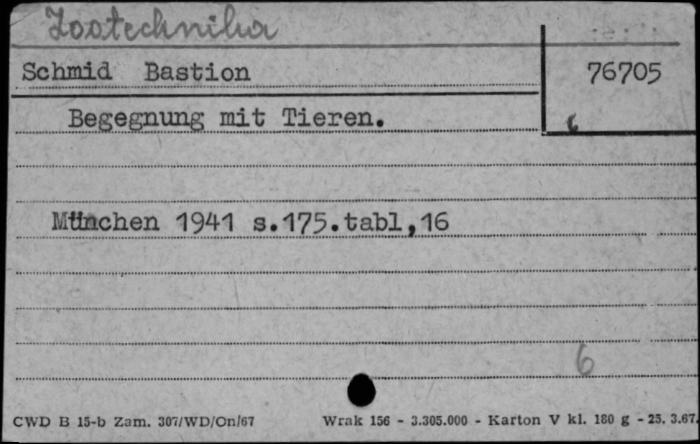 Zootechnika
Schmid Bastion
76705
Begegnung mit Tieren.
6
München 1941 s.175.tabl,16
6
CWD B 15-b Zam. 307/WD/On/67 Wrak 156 - 3.305.000 - Karton V kl. 180 g - 25. 3.67.